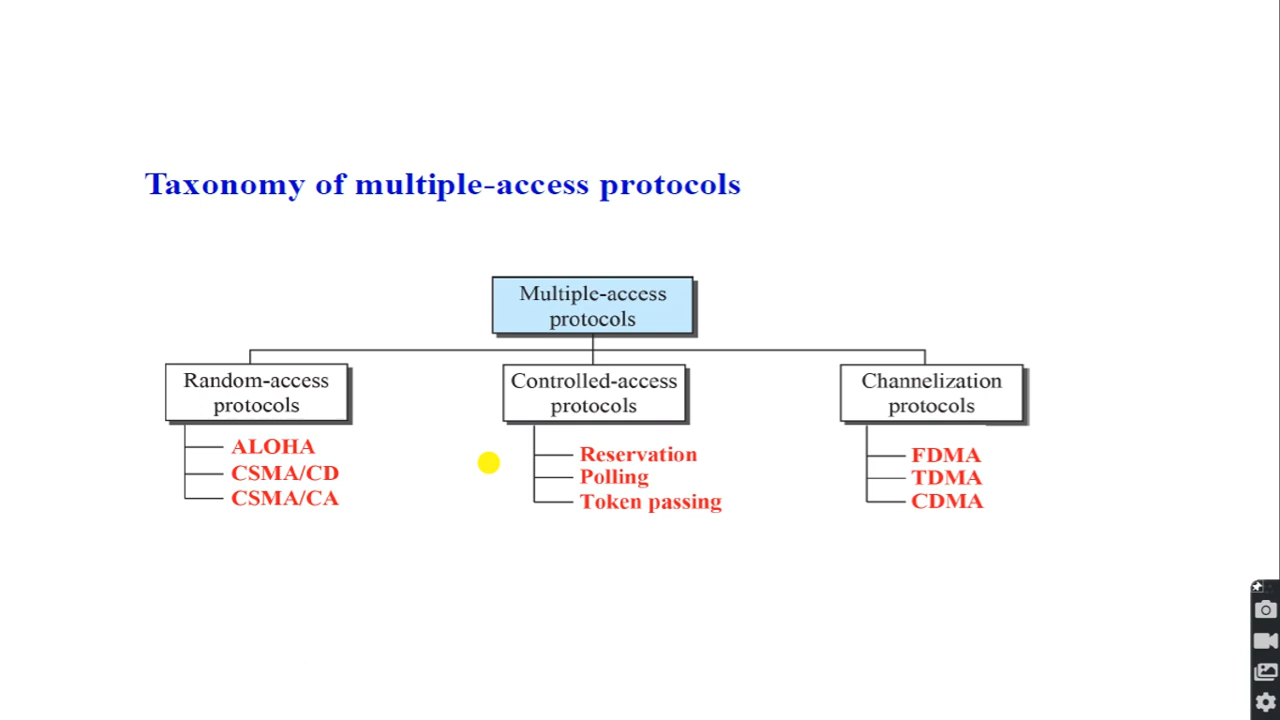 Taxonomy of multiple-access protocols
Multiple-access
protocols
Random-access
protocols
ALOHA
CSMA/CD
CSMA/CA
Controlled-access
protocols
Reservation
Polling
Token passing
Channelization
protocols
FDMA
TDMA
CDMA